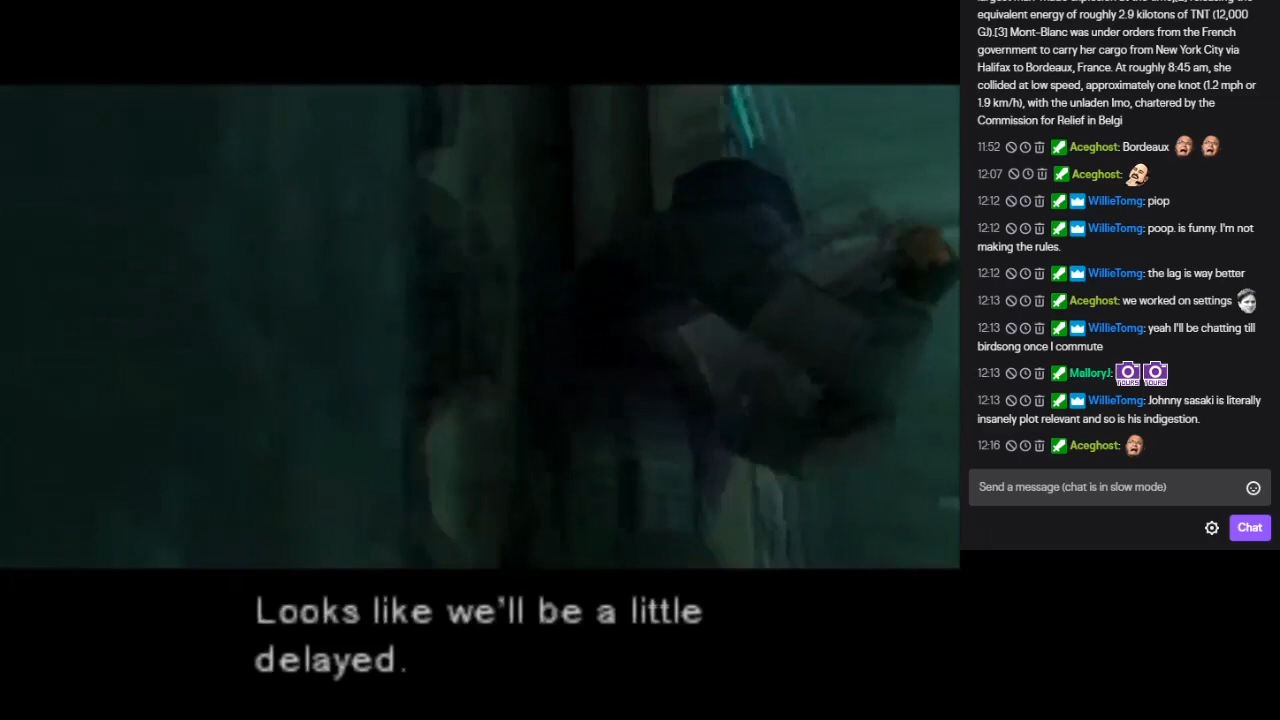 equivalent energy of roughly 2.9 kilotons of TNT (12,000
GJ).[3] Mont-Blanc was under orders from the French
government to carry her cargo from New York City via
Halifax to Bordeaux, France. At roughly 8:45 am, she
collided at low speed, approximately one knot (1.2 mph or
1.9 km/h), with the unladen Imo, chartered by the
Commission for Relief in Belgi
11:52 Aceghost: Bordeaux
12:07 Aceghost:
12:12 WillieTomg: piop
12:12 WillieTomg: poop. is funny. I'm not
making the rules.
12:12 WillieTomg: the lag is way better
12:13 Aceghost: we worked on settings
12:13 WillieTomg: yeah I'll be chatting till
birdsong once I commute
12:13 MalloryJ: YOURS YOURS
12:13 WillieTomg: Johnny sasaki is literally
insanely plot relevant and so is his indigestion.
12:16 Aceghost:
Send a message (chat is in slow mode)
Chat
Looks like we'll be a little
delayed.